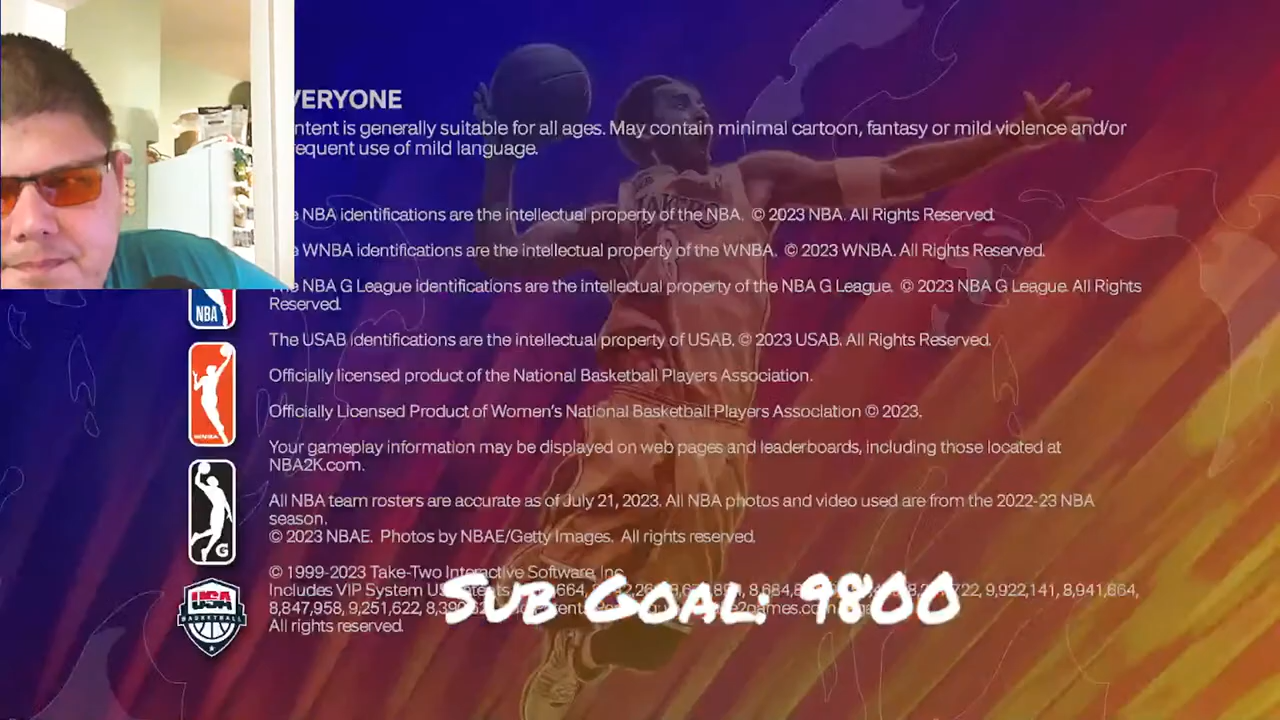 VERYONE
ntent is generally suitable for all ages. May contain minimal cartoon, fantasy or mild violence and/or
requent use of mild language.
NBA identifications are the intellectual property of the NBA. © 2023 NBA. All Rights Reserved.
WNBA identifications are the intellectual property of the WNBA. © 2023 WNBA. All Rights Reserved.
The NBA G League identifications are the intellectual property of the NBA G League. © 2023 NBA G League. All Rights
Reserved.
NBA
The USAB identifications are the intellectual property of USAB. © 2023 USAB. All Rights Reserved.
Officially licensed product of the National Basketball Players Association.
Officially Licensed Product of Women's National Basketball Players Association © 2023.
WNBA
Your gameplay information may be displayed on web pages and leaderboards, including those located at
NBA2K.com.
All NBA team rosters are accurate as of July 21, 2023. All NBA photos and video used are from the 2022-23 NBA
season.
© 2023 NBAE. Photos by NBAE/Getty Images. All rights reserved.
G
© 1999-2023 Take-Two Interactive Software, Inc.
Includes VIP System 9,922,141, 8,941,864,
Sub Goal: 9800
8,847,958, 9,251,622,
All rights reserved.
USA
BASKETBALL